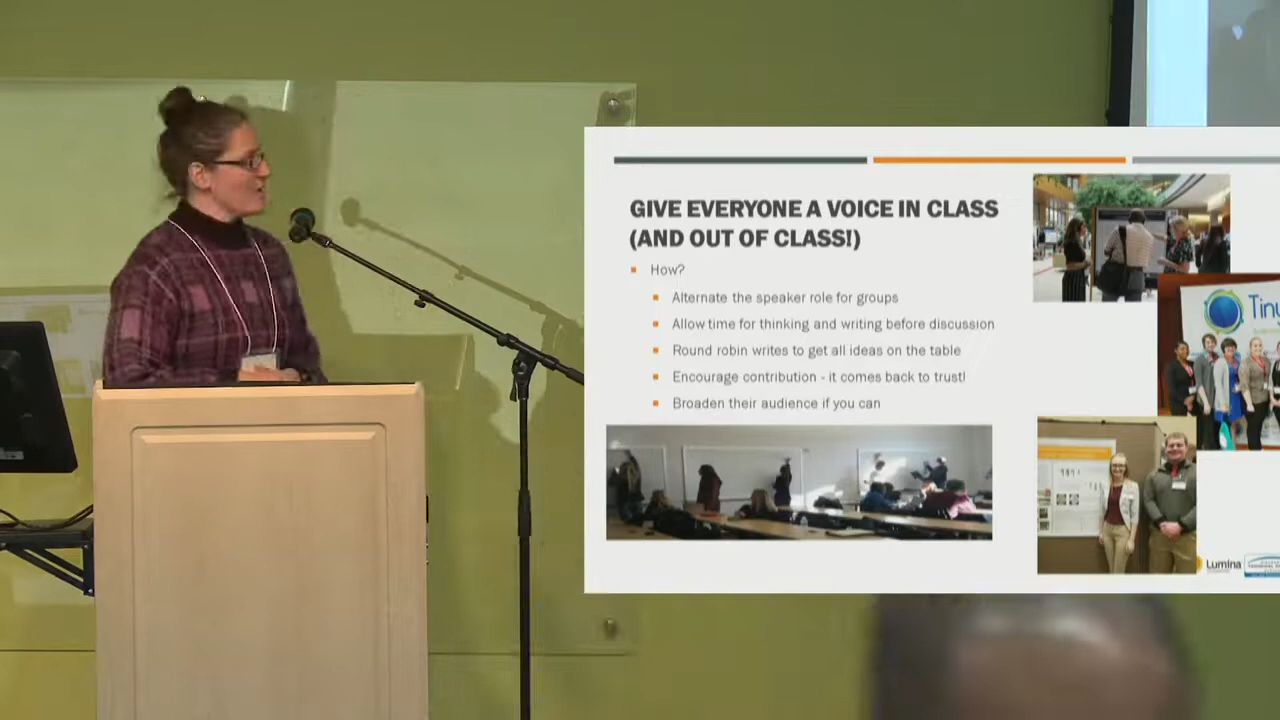 GIVE EVERYONE A VOICE IN CLASS
(AND OUT OF CLASS!)
How?
Alternate the speaker role for groups
Allow time for thinking and writing before discussion
Round robin writes to get all ideas on the table
Encourage contribution - it comes back to trust!
Broaden their audience if you can
Lumina